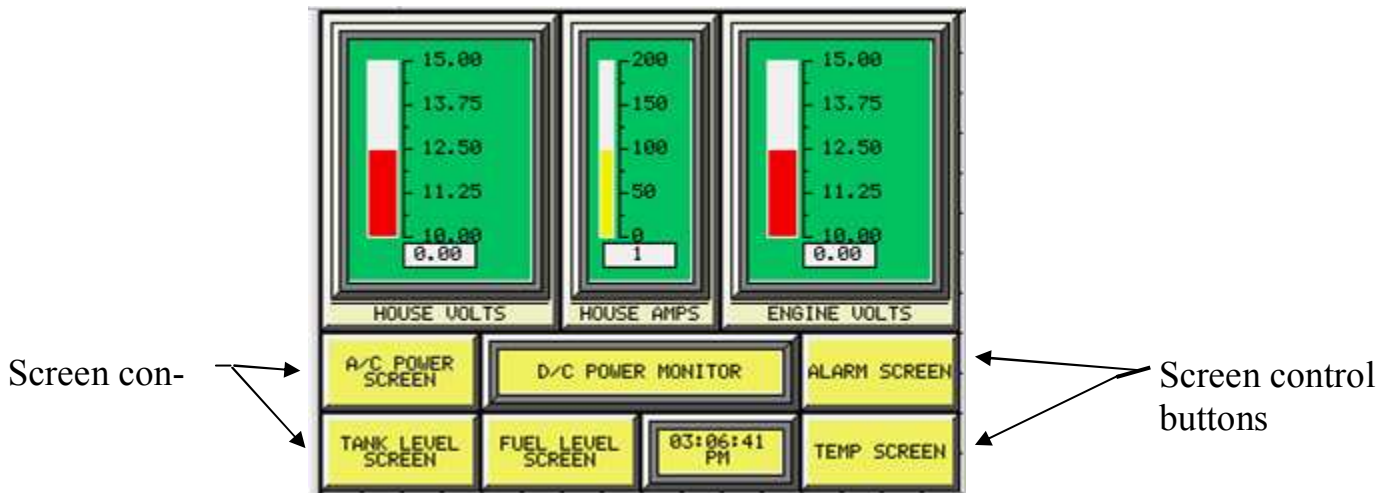 15.00
13.75
12.50
11.25
10.00
0.00
HOUSE VOLTS
200
150
100
50
0
1
HOUSE AMPS
15.00
13.75
12.50
11.25
10.00
0.00
ENGINE VOLTS
Screen con-
A/C POWER
SCREEN
D/C POWER MONITOR
ALARM SCREEN
Screen control
buttons
TANK LEVEL
SCREEN
FUEL LEVEL
SCREEN
03:06:41
PM
TEMP SCREEN